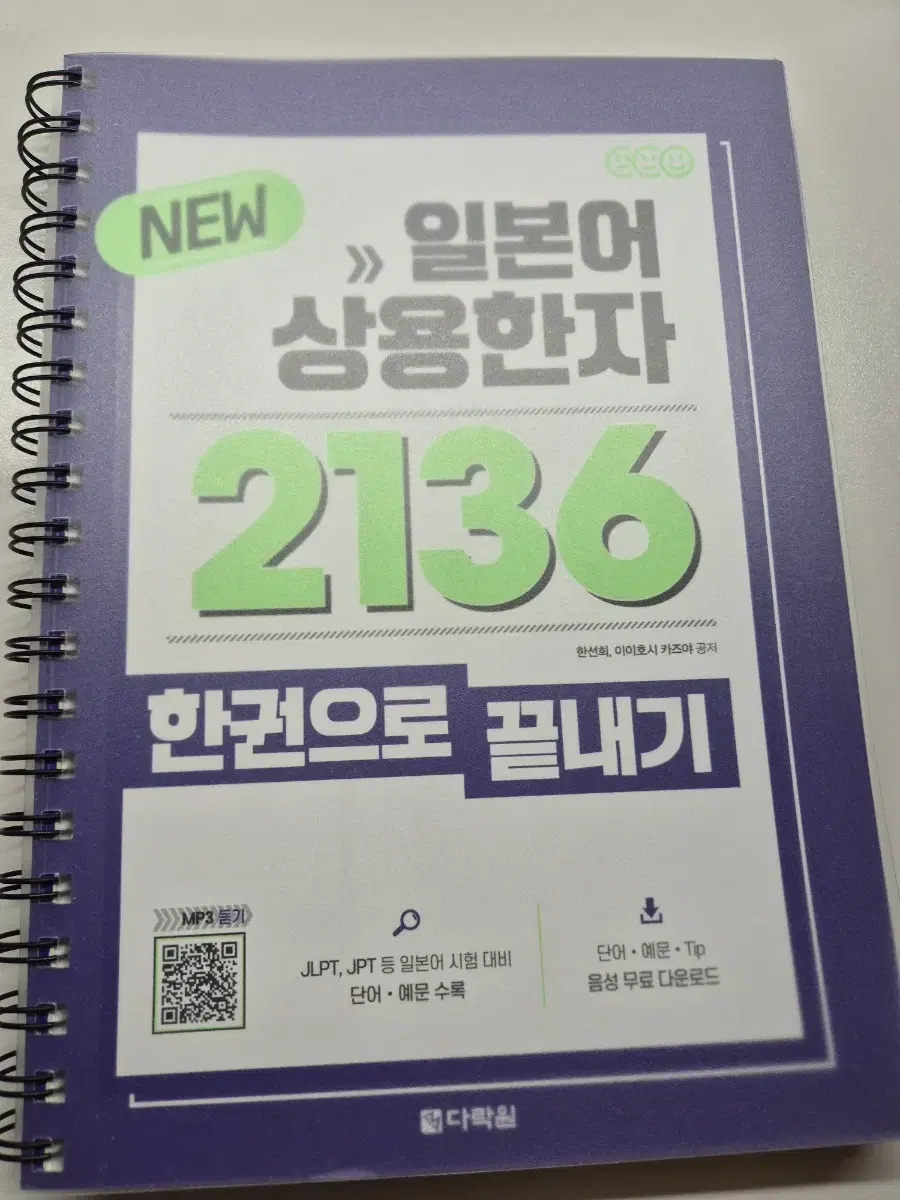 NEW
» 일본어
상용한자
2136
한선희, 이이호시 카즈야 공저
한권으로 끝내기
MP3 듣기
JLPT, JPT 등 일본어 시험 대비
단어 • 예문 수록
단어 • 예문 • Tip
음성 무료 다운로드
다락원